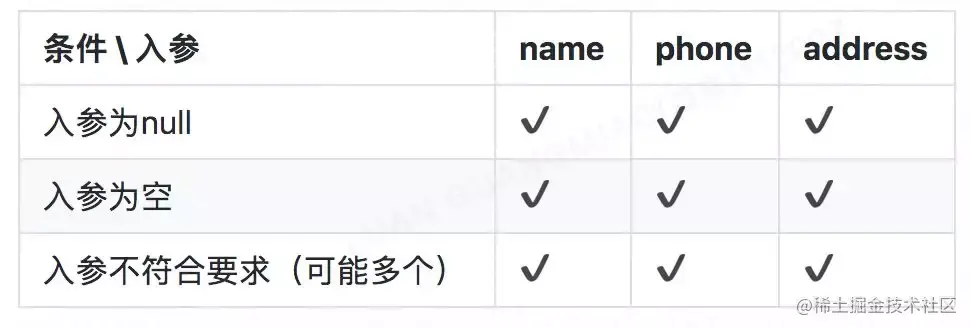 条件 \ 入参 name phone address
入参为null ✓ ✓ ✓
入参为空 ✓ ✓ ✓
入参不符合要求（可能多个） ✓ ✓ ✓
@稀土掘金技术社区